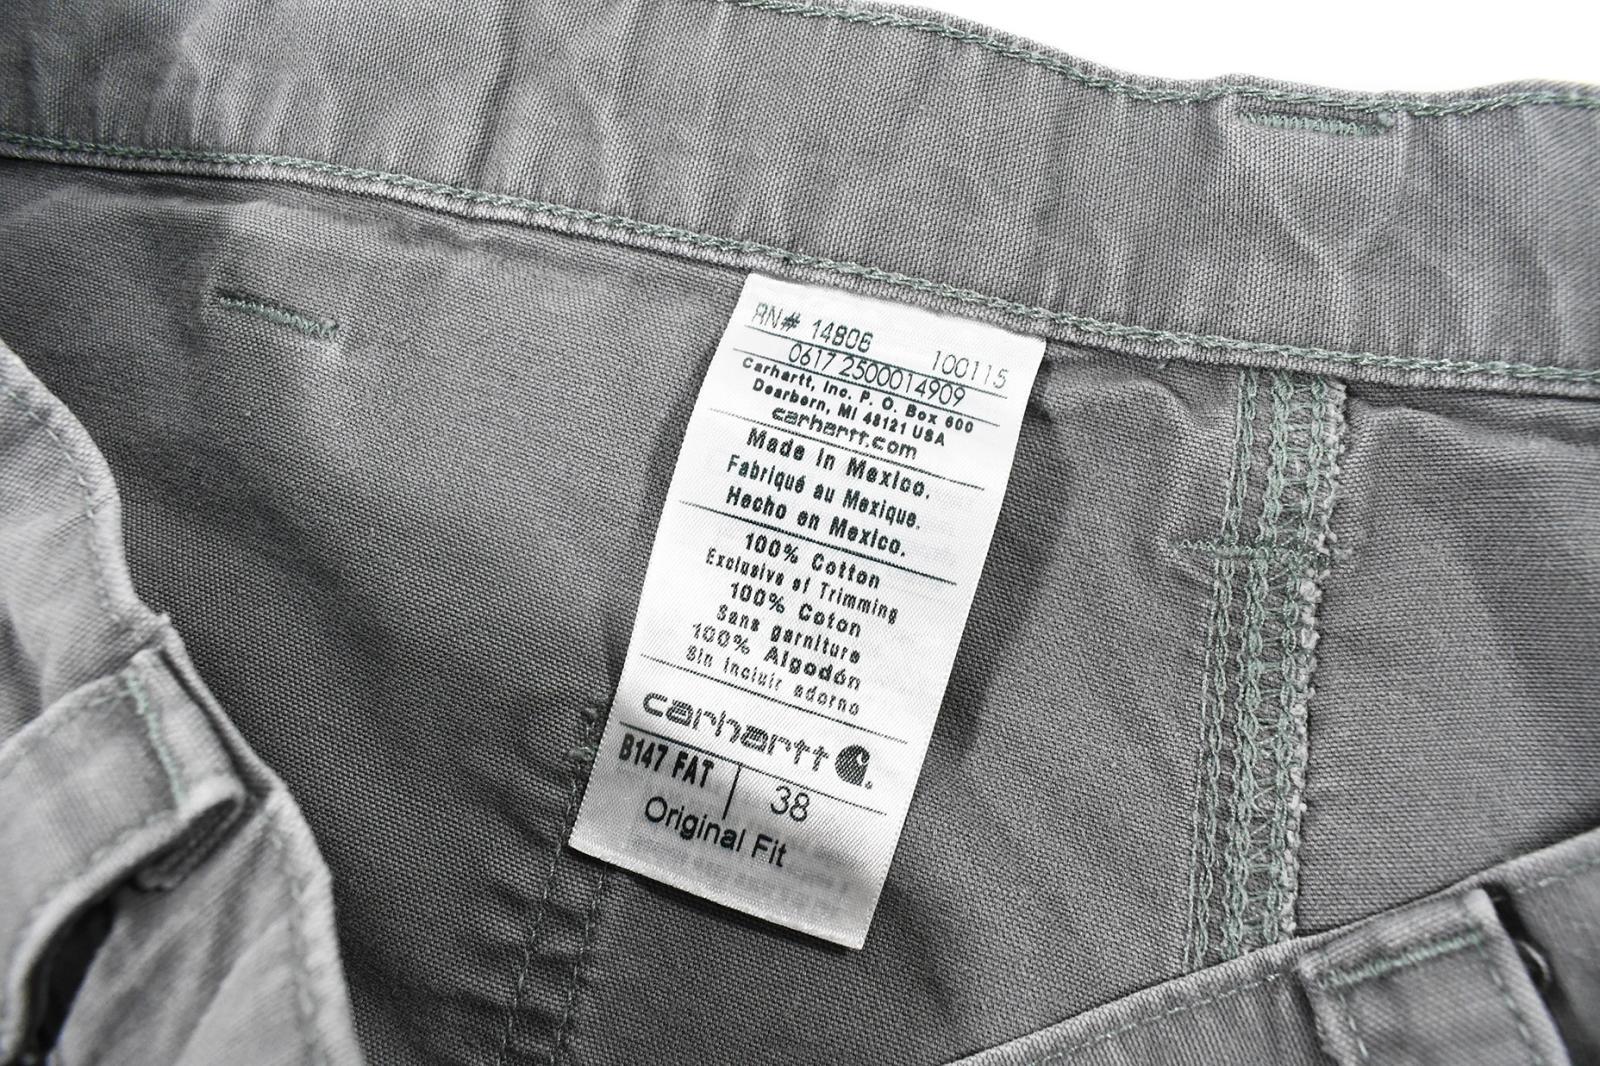 RN# 14806 100115
0617 2500014909
Carhartt, Inc. P. O. Box 600
Dearborn, MI 48121 USA
carhartt.com
Made in Mexico.
Fabriqué au Mexique.
Hecho en Mexico.
100% Cotton
Exclusive of Trimming
100% Coton
Sans garniture
100% Algodón
Sin incluir adorno
carhartt
B147 FAT 38
Original Fit